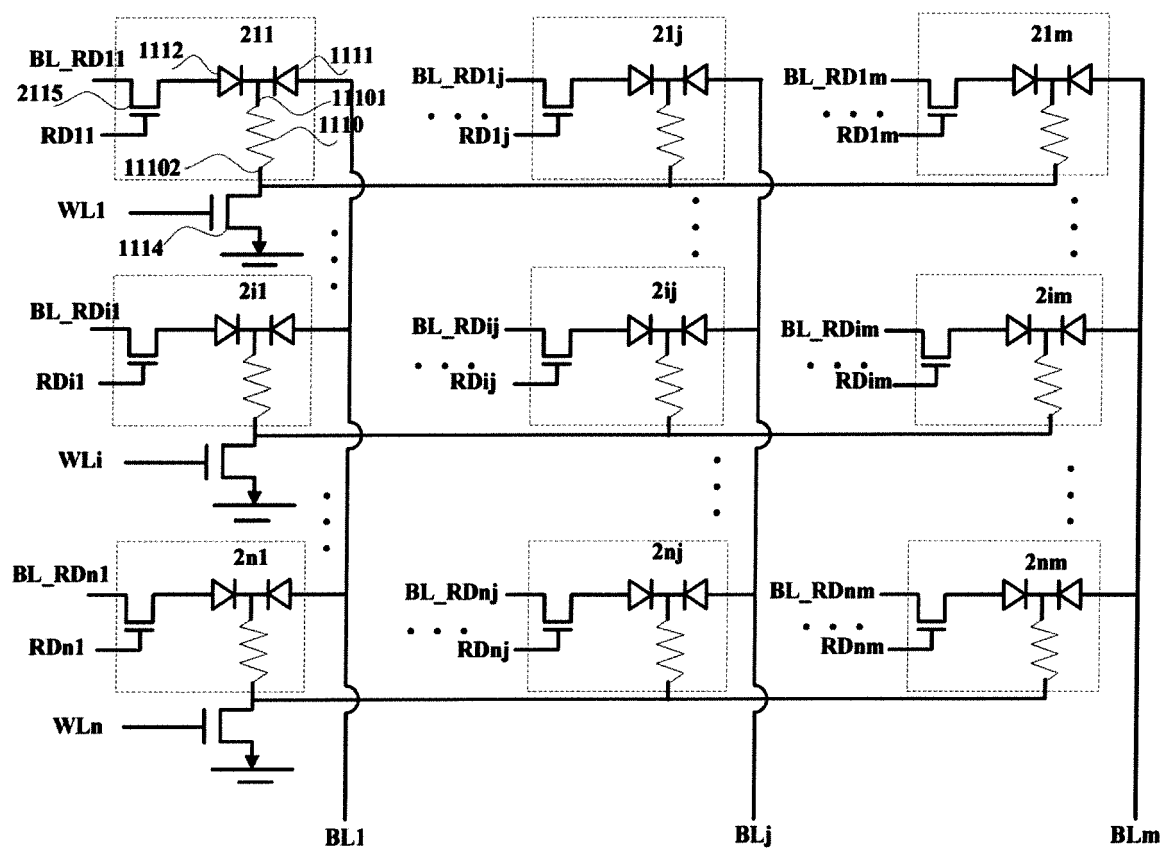 211
21j
21m
BL_RD11
1112
1111
BL_RD1j
BL_RD1m
2115
11101
1110
RD11
RD1j
RD1m
11102
WL1
1114
2i1
2ij
2im
BL_RDi1
BL_RDij
BL_RDim
RDi1
RDij
RDim
WLi
2n1
2nj
2nm
BL_RDn1
BL_RDnj
BL_RDnm
RDn1
RDnj
RDnm
WLn
BL1
BLj
BLm